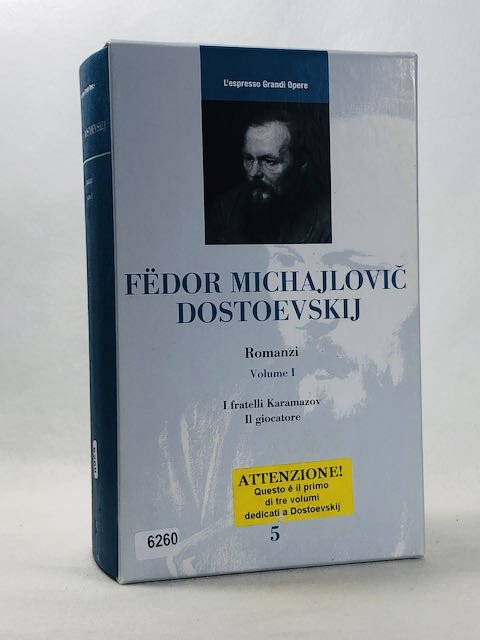 L'espresso Grandi Opere
FËDOR MICHAJLOVIČ
DOSTOEVSKIJ
Romanzi
Volume I
I fratelli Karamazov
Il giocatore
ATTENZIONE!
Questo è il primo
di tre volumi
dedicati a Dostoevskij
5
6260